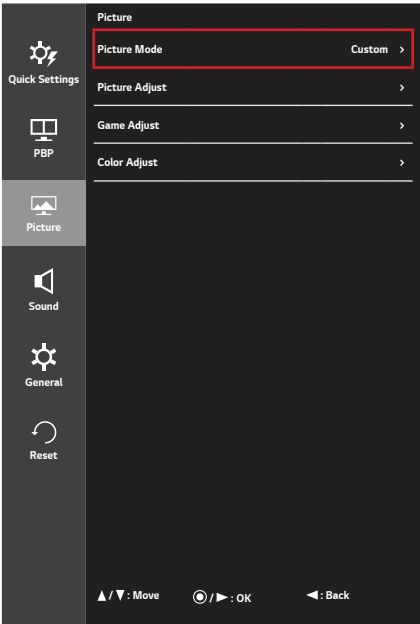 Picture
Picture Mode Custom >
Quick Settings
Picture Adjust >
Game Adjust >
PBP
Color Adjust >
Picture
Sound
General
Reset
▲/▼: Move ◉/►: OK ◄: Back